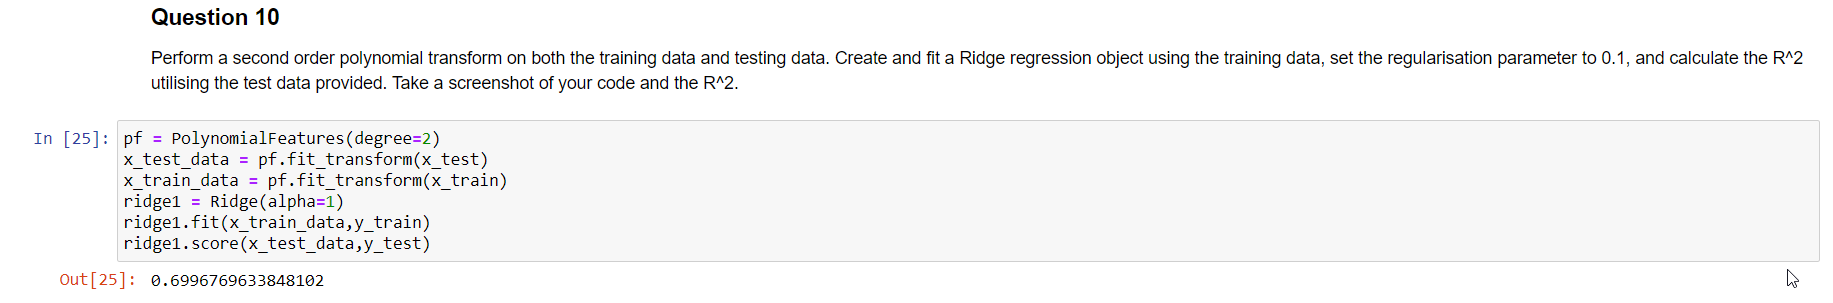 Question 10
Perform a second order polynomial transform on both the training data and testing data. Create and fit a Ridge regression object using the training data, set the regularisation parameter to 0.1, and calculate the R^2
utilising the test data provided. Take a screenshot of your code and the R^2.
In [25]: pf = PolynomialFeatures(degree=2)
x_test_data = pf.fit_transform(x_test)
x_train_data = pf.fit_transform(x_train)
ridge1 = Ridge(alpha=1)
ridge1.fit(x_train_data,y_train)
ridge1.score(x_test_data,y_test)
Out[25]: 0.6996769633848102